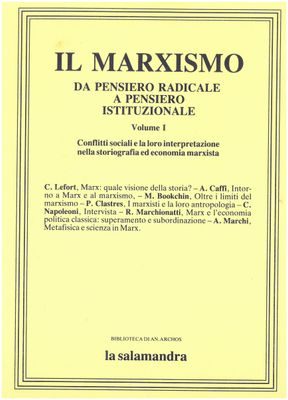 IL MARXISMO
DA PENSIERO RADICALE
A PENSIERO
ISTITUZIONALE
Volume I
Conflitti sociali e la loro interpretazione
nella storiografia ed economia marxista
C. Lefort, Marx: quale visione della storia? – A. Caffi, Intor-
no a Marx e al marxismo, – M. Bookchin, Oltre i limiti del
marxismo – P. Clastres, I marxisti e la loro antropologia – C.
Napoleoni, Intervista – R. Marchionatti, Marx e l'economia
politica classica: superamento e subordinazione – A. Marchi,
Metafisica e scienza in Marx.
BIBLIOTECA DI AN. ARCHOS.
la salamandra